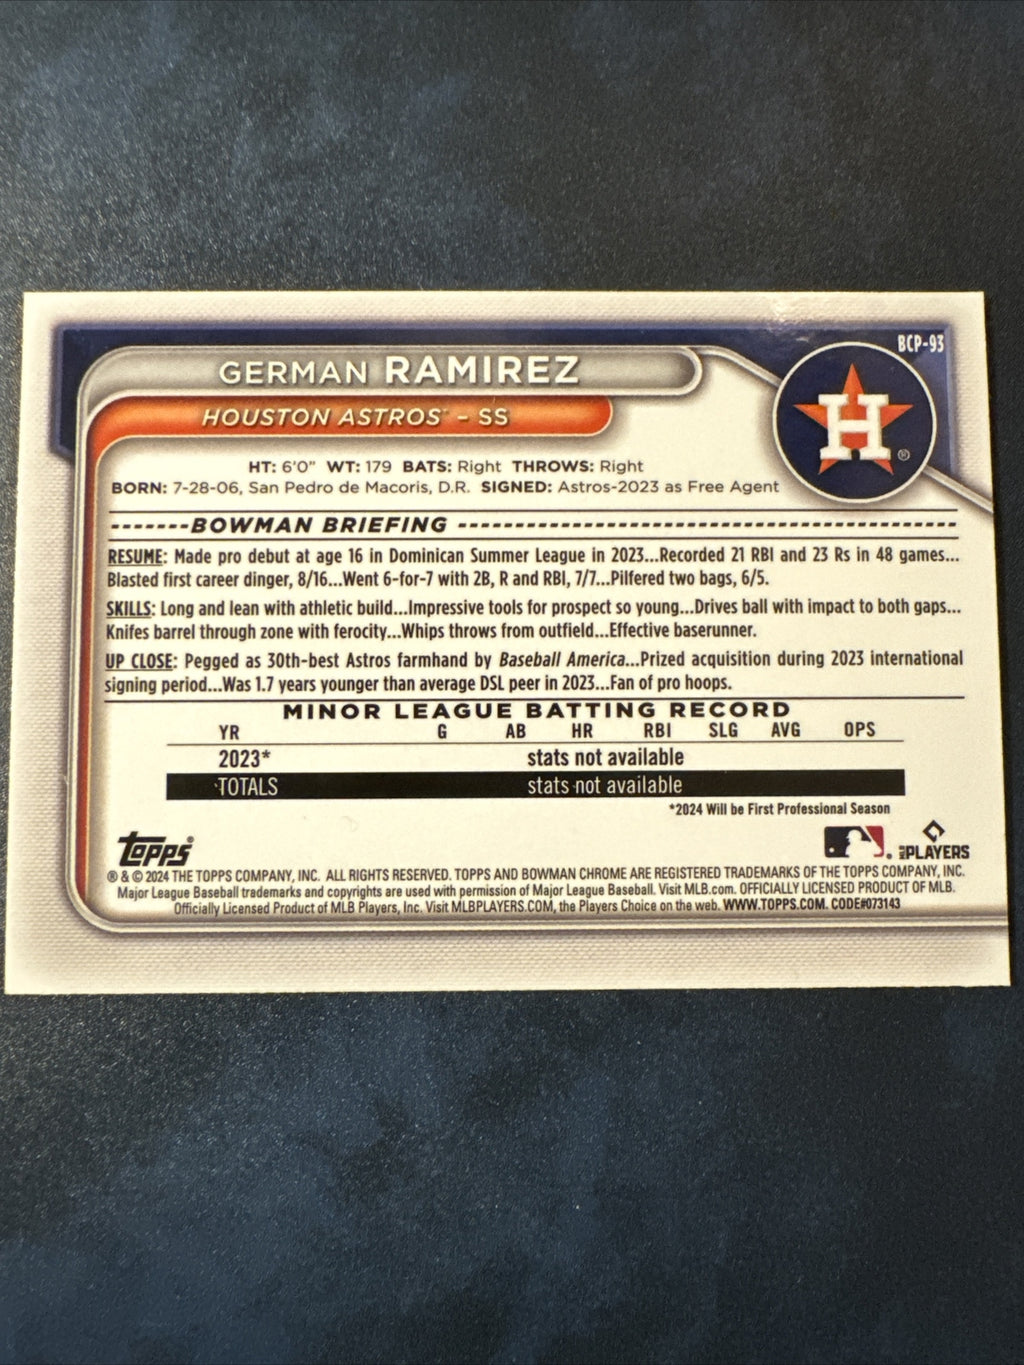 BCP-93
GERMAN RAMIREZ
HOUSTON ASTROS – SS
H ®
HT: 6'0" WT: 179 BATS: Right THROWS: Right
BORN: 7-28-06, San Pedro de Macoris, D.R. SIGNED: Astros-2023 as Free Agent
-------BOWMAN BRIEFING -------
RESUME: Made pro debut at age 16 in Dominican Summer League in 2023...Recorded 21 RBI and 23 Rs in 48 games...
Blasted first career dinger, 8/16...Went 6-for-7 with 2B, R and RBI, 7/7...Pilfered two bags, 6/5.
SKILLS: Long and lean with athletic build...Impressive tools for prospect so young...Drives ball with impact to both gaps...
Knifes barrel through zone with ferocity...Whips throws from outfield...Effective baserunner.
UP CLOSE: Pegged as 30th-best Astros farmhand by Baseball America...Prized acquisition during 2023 international
signing period...Was 1.7 years younger than average DSL peer in 2023...Fan of pro hoops.
MINOR LEAGUE BATTING RECORD
YR G AB HR RBI SLG AVG OPS
2023* stats not available
TOTALS stats not available
*2024 Will be First Professional Season
Topps® MLB PLAYERS
® & © 2024 THE TOPPS COMPANY, INC. ALL RIGHTS RESERVED. TOPPS AND BOWMAN CHROME ARE REGISTERED TRADEMARKS OF THE TOPPS COMPANY, INC.
Major League Baseball trademarks and copyrights are used with permission of Major League Baseball. Visit MLB.com. OFFICIALLY LICENSED PRODUCT OF MLB.
Officially Licensed Product of MLB Players, Inc. Visit MLBPLAYERS.COM, the Players Choice on the web. WWW.TOPPS.COM. CODE#073143